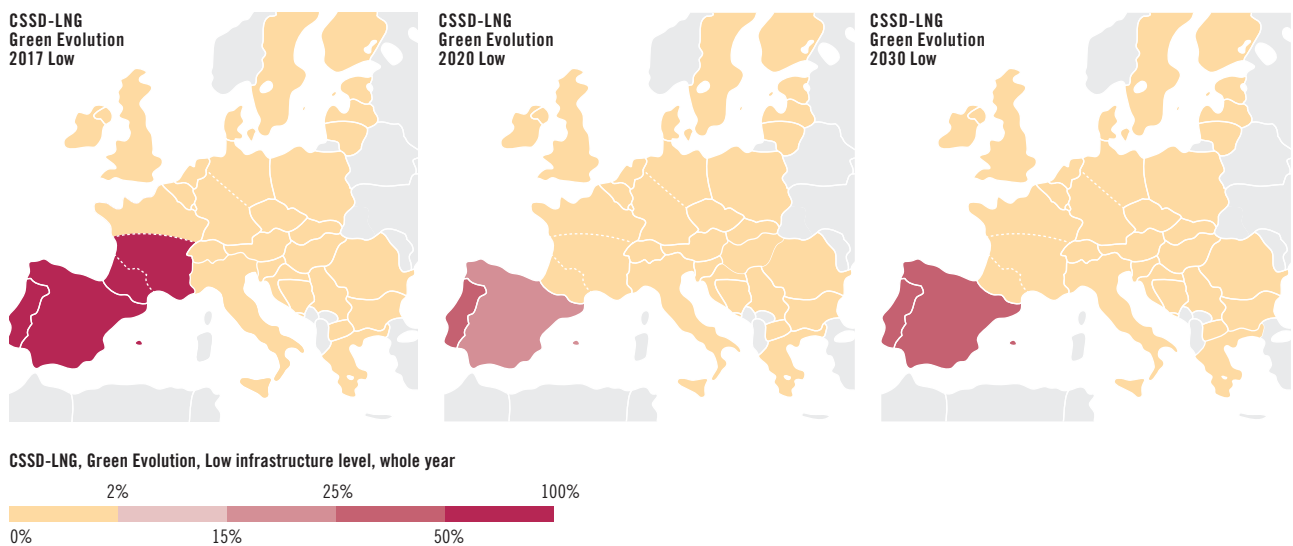 CSSD-LNG
Green Evolution
2017 Low
CSSD-LNG
Green Evolution
2020 Low
CSSD-LNG
Green Evolution
2030 Low
CSSD-LNG, Green Evolution, Low infrastructure level, whole year
2% 25% 100%
0% 15% 50%